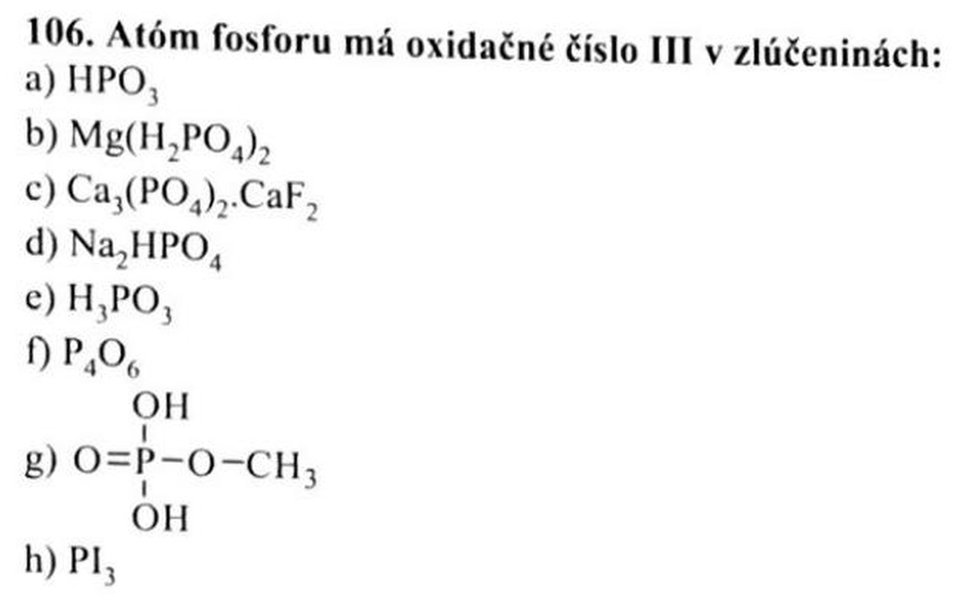 106. Atóm fosforu má oxidačné číslo III v zlúčeninách:
a) HPO₃
b) Mg(H₂PO₄)₂
c) Ca₃(PO₄)₂.CaF₂
d) Na₂HPO₄
e) H₃PO₃
f) P₄O₆
OH
g) O=P–O–CH₃
OH
h) PI₃